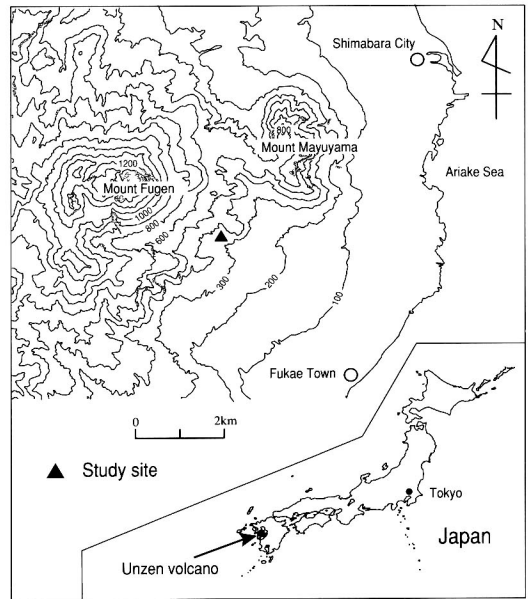 N
Shimabara City
800
Mount Mayuyama
1200
Mount Fugen
Ariake Sea
1000
800
600
300
200
100
Fukae Town
0 2km
Study site
Tokyo
Japan
Unzen volcano